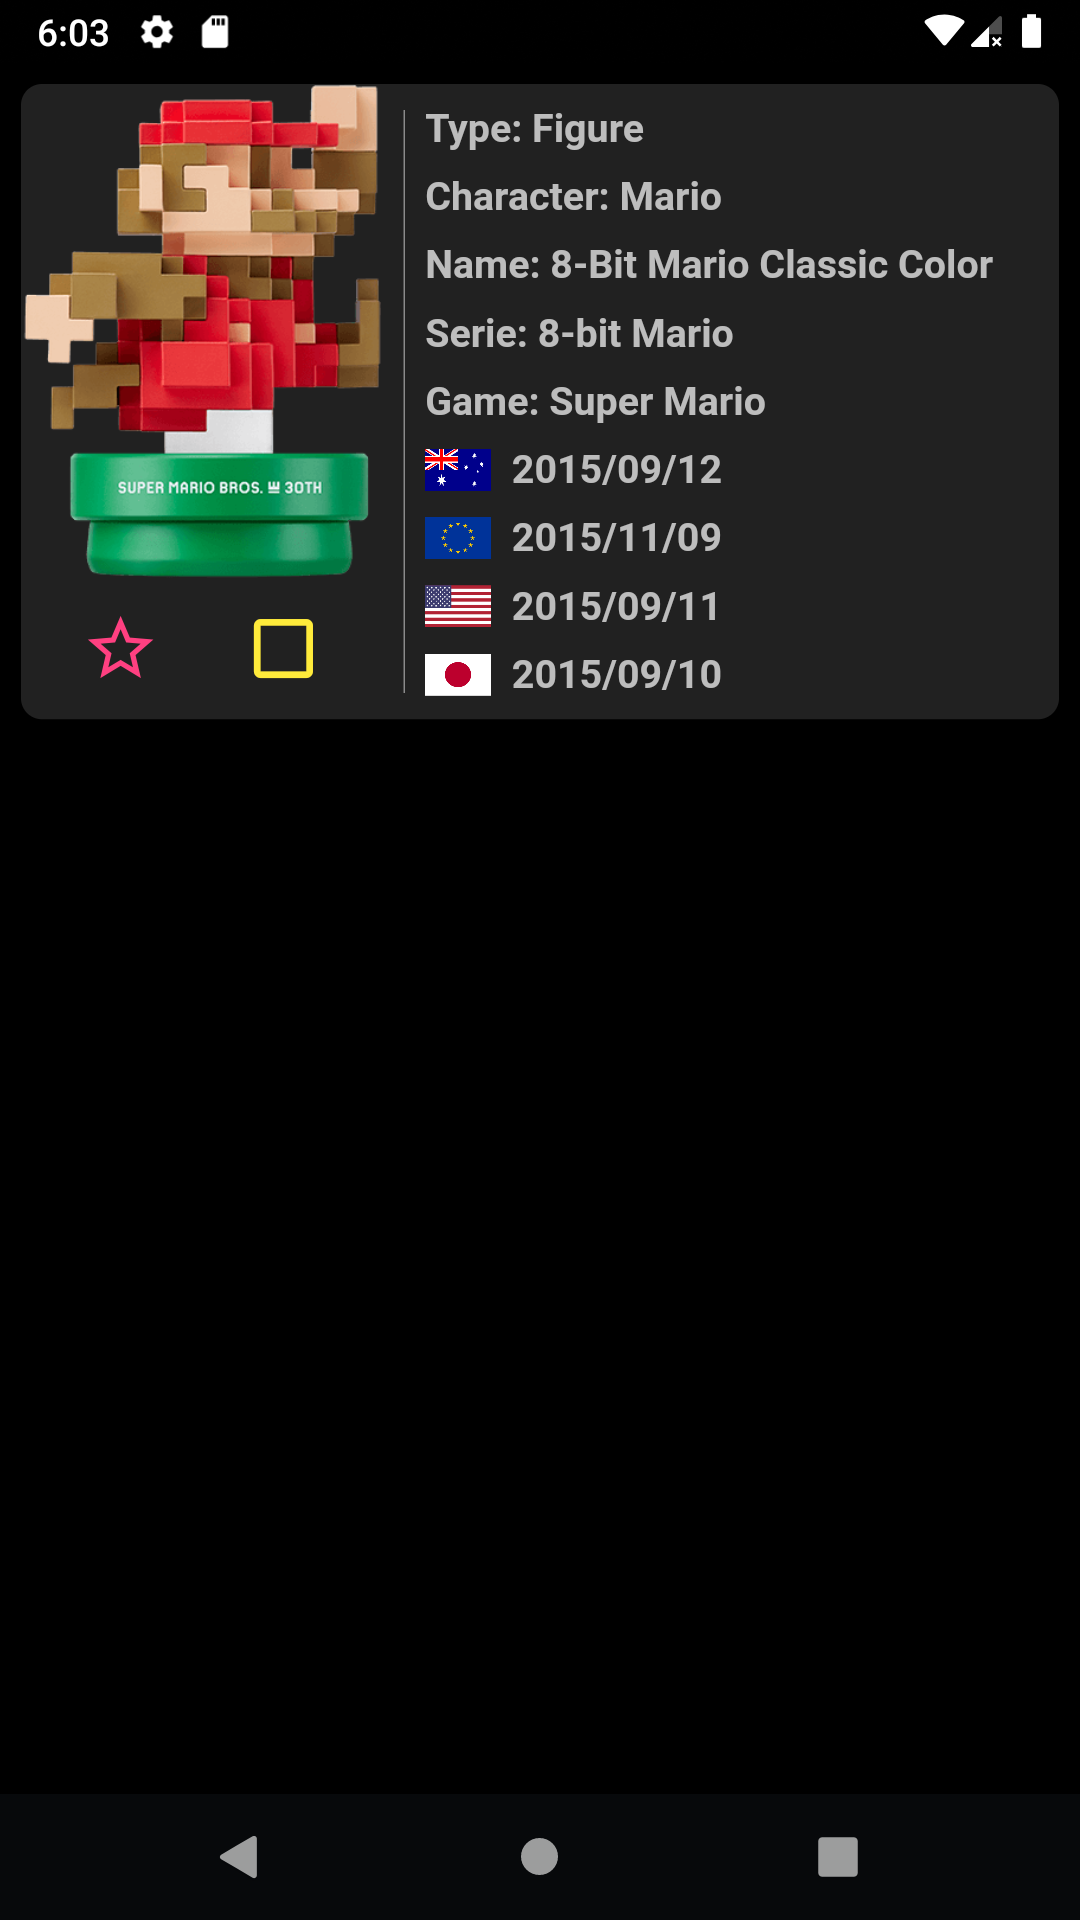 6:03
Type: Figure
Character: Mario
Name: 8-Bit Mario Classic Color
Serie: 8-bit Mario
Game: Super Mario
2015/09/12
2015/11/09
2015/09/11
2015/09/10
SUPER MARIO BROS. 30TH